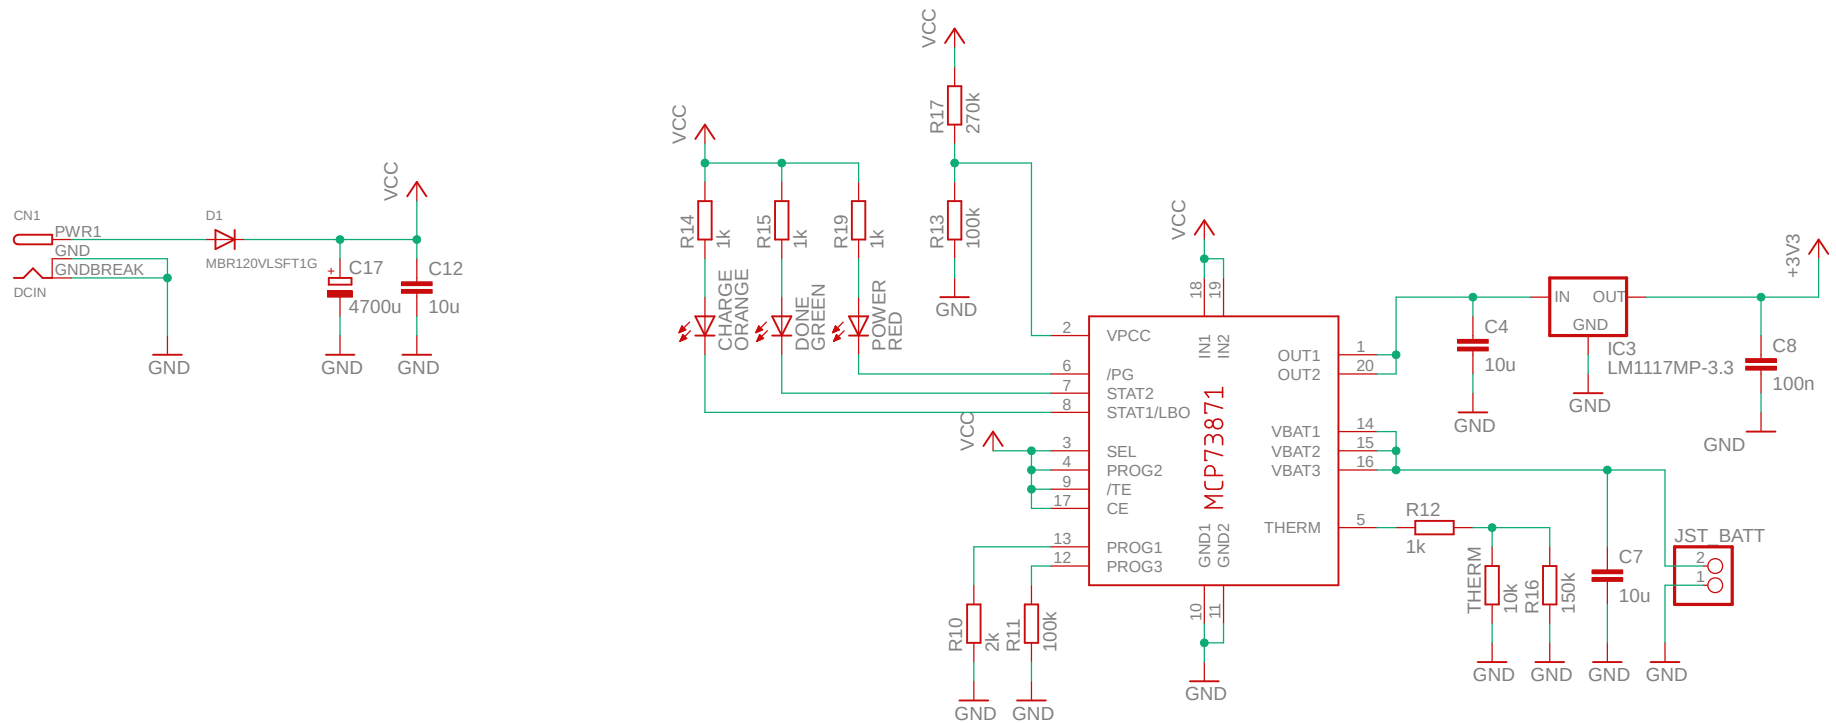 CN1
PWR1
GND
GNDBREAK
DCIN
GND
D1
MBR120VLSFT1G
VCC
+
C17
4700u
GND
C12
10u
GND
VCC
R14
1k
R15
1k
R19
1k
CHARGE
ORANGE
DONE
GREEN
POWER
RED
VCC
R17
270k
R13
100k
GND
VCC
VCC
18
19
IN1
IN2
2
VPCC
6
/PG
7
STAT2
8
STAT1/LBO
3
SEL
4
PROG2
9
/TE
17
CE
13
PROG1
12
PROG3
MCP73871
OUT1
1
OUT2
20
VBAT1
14
VBAT2
15
VBAT3
16
THERM
5
GND1
GND2
10
11
GND
R10
2k
GND
R11
100k
GND
C4
10u
GND
IN
OUT
GND
IC3
LM1117MP-3.3
GND
+3V3
C8
100n
GND
R12
1k
THERM
10k
GND
R16
150k
GND
C7
10u
GND
JST_BATT
2
1
GND